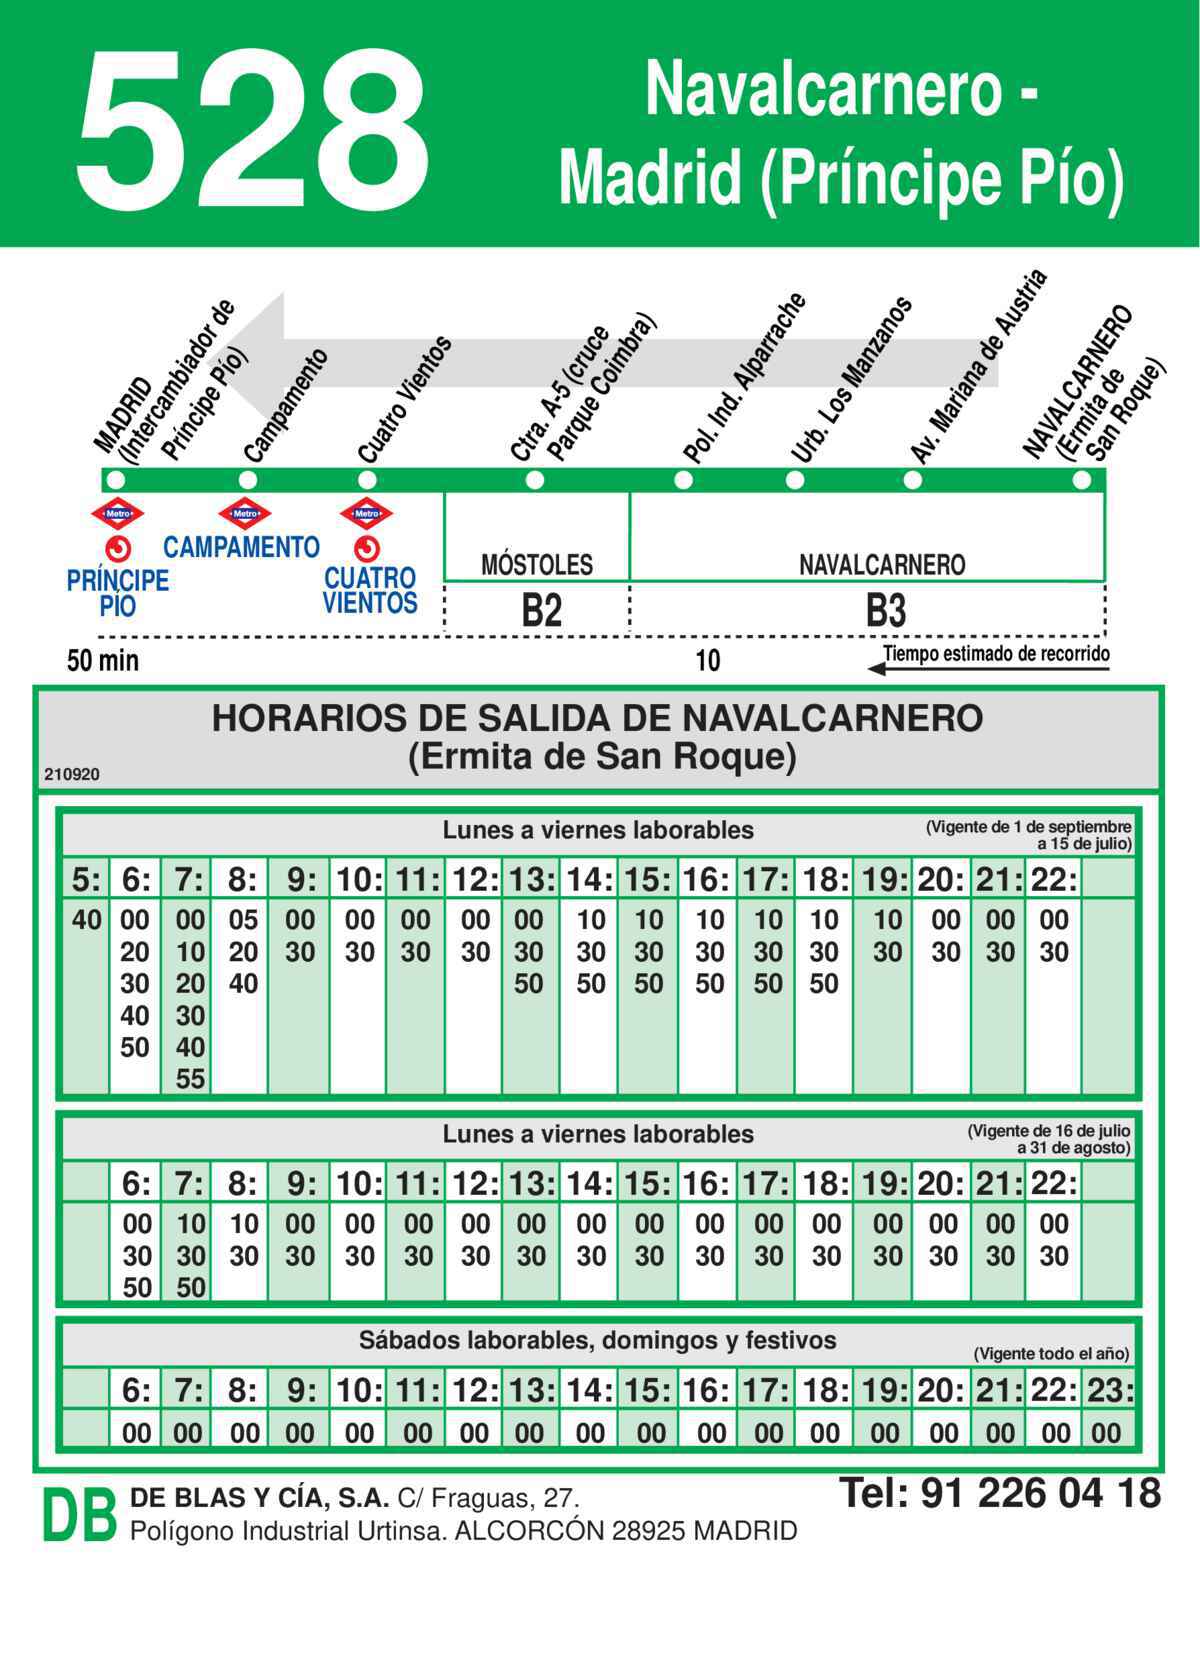 528
Navalcarnero -
Madrid (Príncipe Pío)
MADRID
(Intercambiador de
Príncipe Pío)
Campamento
Cuatro Vientos
Ctra. A-5 (cruce
Parque Coimbra)
Pol. Ind. Alparrache
Urb. Los Manzanos
Av. Mariana de Austria
NAVALCARNERO
(Ermita de
San Roque)
Metro
Metro
Metro
PRÍNCIPE
PÍO
CAMPAMENTO
CUATRO
VIENTOS
MÓSTOLES
NAVALCARNERO
B2
B3
50 min
10
Tiempo estimado de recorrido
HORARIOS DE SALIDA DE NAVALCARNERO
(Ermita de San Roque)
210920
Lunes a viernes laborables
(Vigente de 1 de septiembre
a 15 de julio)
5: 6: 7: 8: 9: 10: 11: 12: 13: 14: 15: 16: 17: 18: 19: 20: 21: 22:
40 00 00 05 00 00 00 00 00 10 10 10 10 10 10 00 00 00
20 10 20 30 30 30 30 30 30 30 30 30 30 30 30 30 30
30 20 40 50 50 50 50 50 50
40 30
50 40
55
Lunes a viernes laborables
(Vigente de 16 de julio
a 31 de agosto)
6: 7: 8: 9: 10: 11: 12: 13: 14: 15: 16: 17: 18: 19: 20: 21: 22:
00 10 10 00 00 00 00 00 00 00 00 00 00 00 00 00 00
30 30 30 30 30 30 30 30 30 30 30 30 30 30 30 30 30
50 50
Sábados laborables, domingos y festivos
(Vigente todo el año)
6: 7: 8: 9: 10: 11: 12: 13: 14: 15: 16: 17: 18: 19: 20: 21: 22: 23:
00 00 00 00 00 00 00 00 00 00 00 00 00 00 00 00 00 00
DB
DE BLAS Y CÍA, S.A. C/ Fraguas, 27.
Polígono Industrial Urtinsa. ALCORCÓN 28925 MADRID
Tel: 91 226 04 18